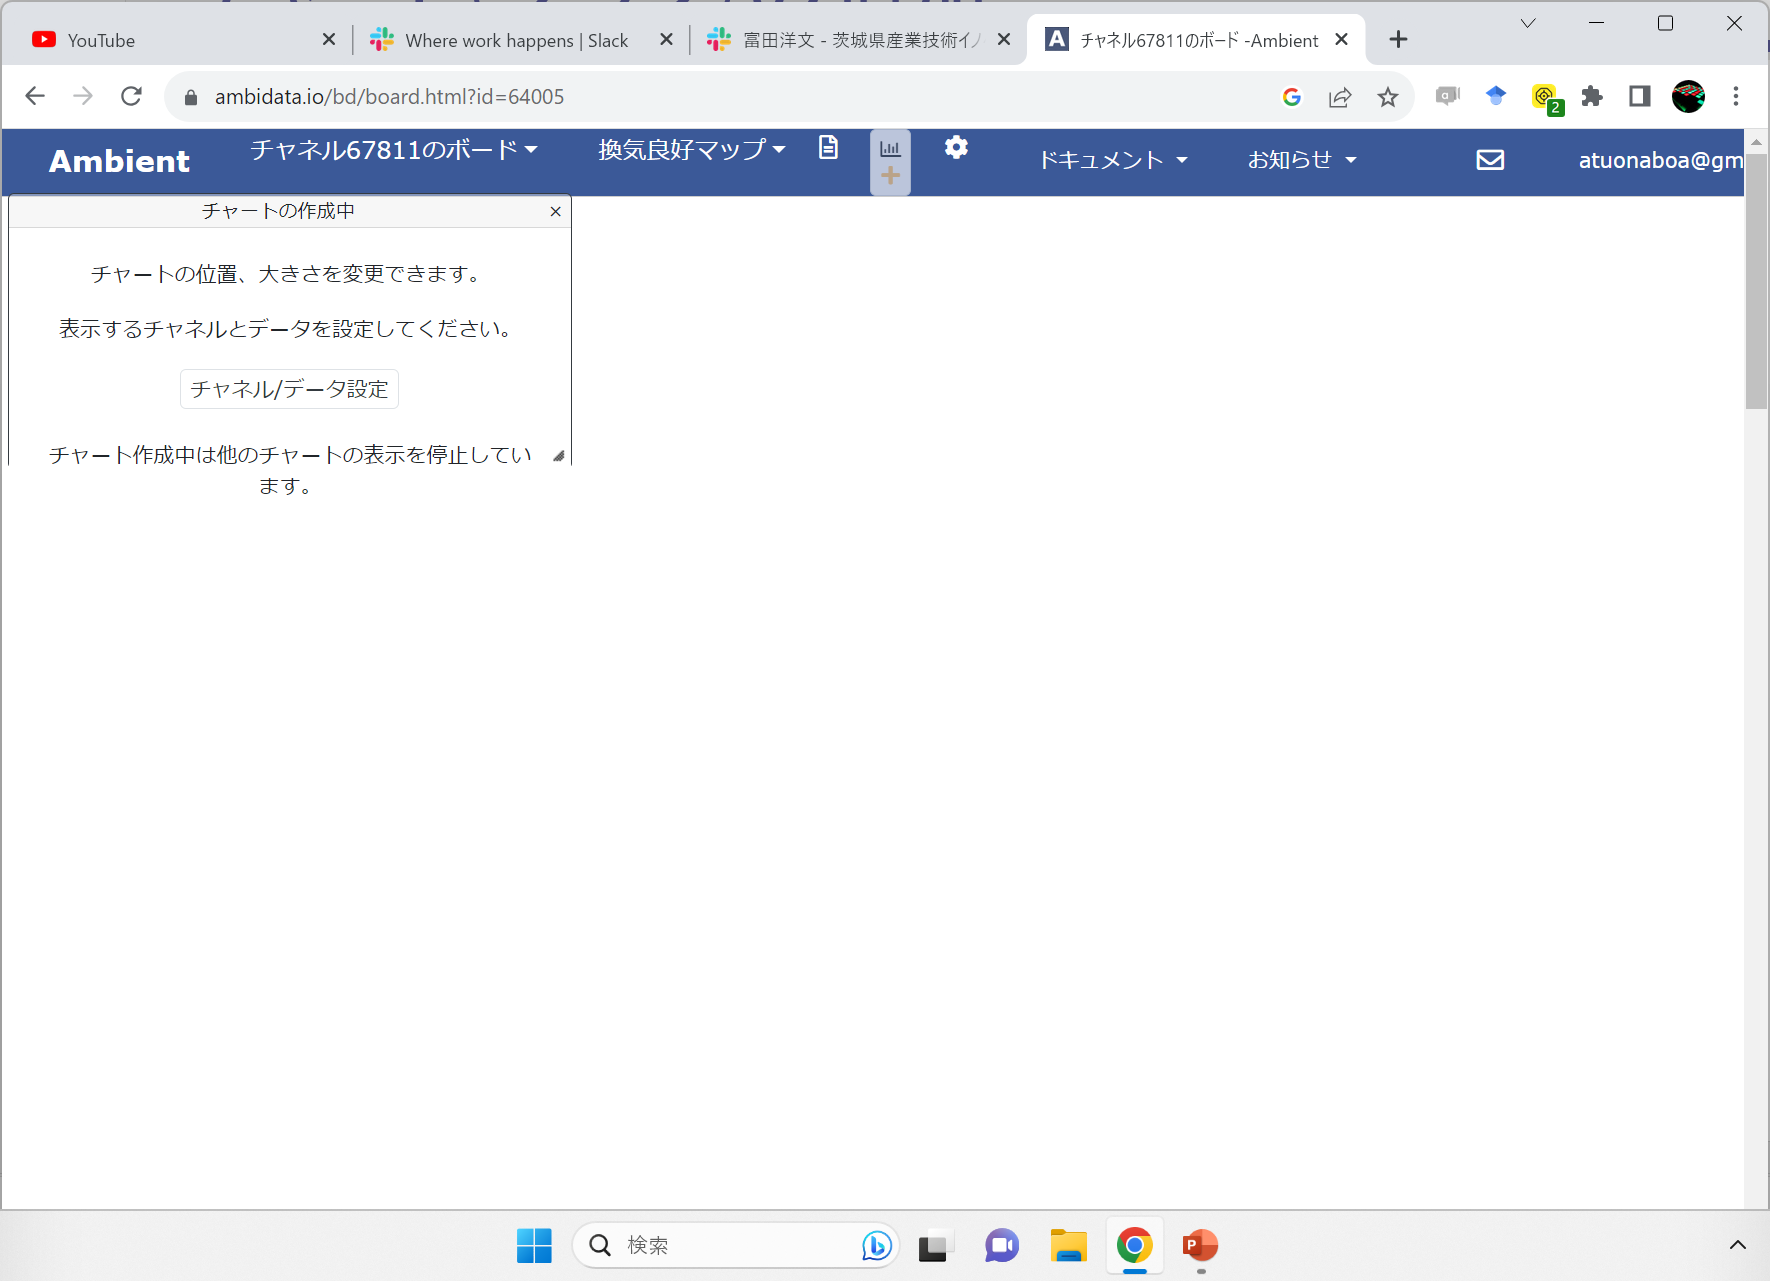 YouTube
Where work happens | Slack
富田洋文 - 茨城県産業技術イノ
チャネル67811のボード -Ambient
ambidata.io/bd/board.html?id=64005
2
Ambient
チャネル67811のボード
換気良好マップ
ドキュメント
お知らせ
atuonaboa@gm
チャートの作成中
チャートの位置、大きさを変更できます。
表示するチャネルとデータを設定してください。
チャネル/データ設定
チャート作成中は他のチャートの表示を停止してい
ます。
検索